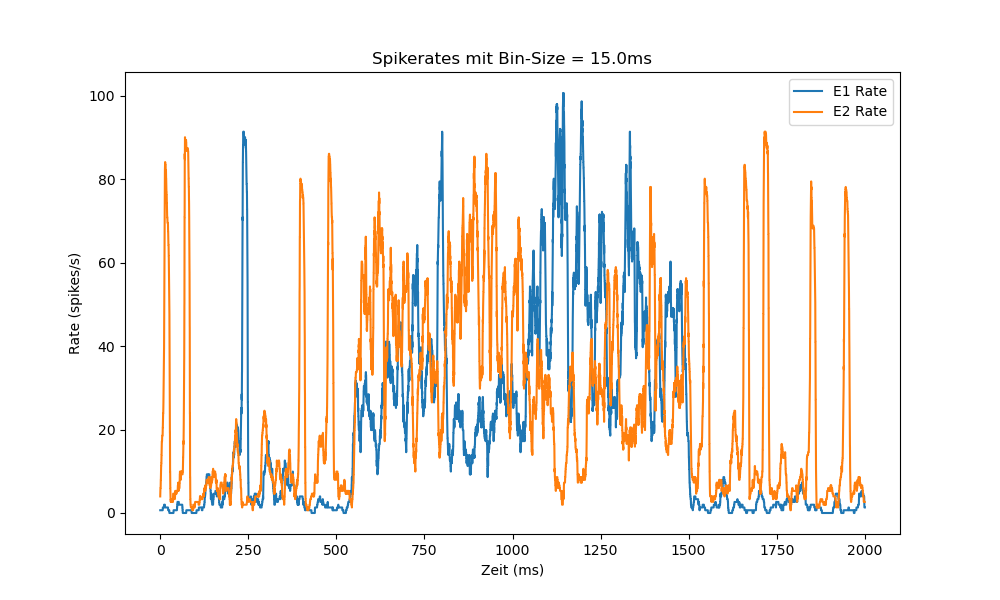 Spikerates mit Bin-Size = 15.0ms
E1 Rate
E2 Rate
100
80
60
40
20
0
Rate (spikes/s)
0 250 500 750 1000 1250 1500 1750 2000
Zeit (ms)